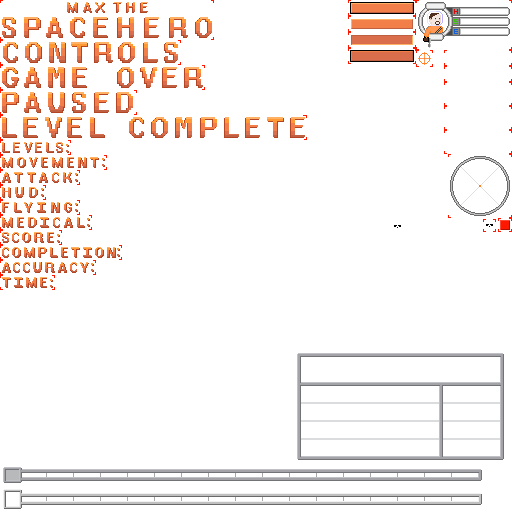 MAX THE
SPACEHERO
CONTROLS
GAME OVER
PAUSED
LEVEL COMPLETE
LEVELS
MOVEMENT
ATTACK
HUD
FLYING
MEDICAL
SCORE
COMPLETION
ACCURACY
TIME